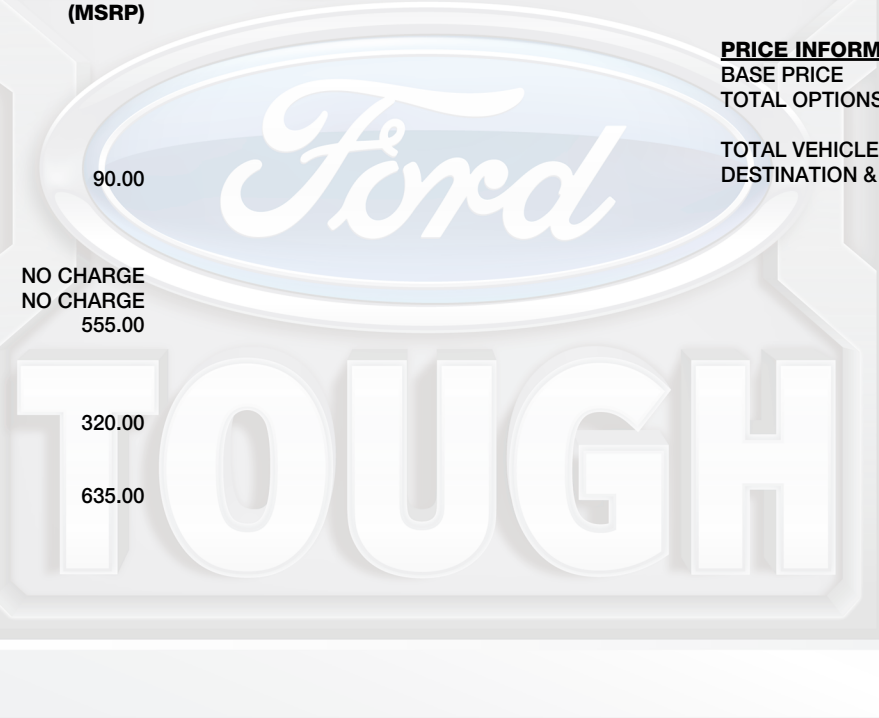 (MSRP)
90.00
NO CHARGE
NO CHARGE
555.00
320.00
635.00
PRICE INFORM
BASE PRICE
TOTAL OPTIONS
TOTAL VEHICLE
DESTINATION &
Ford
TOUGH